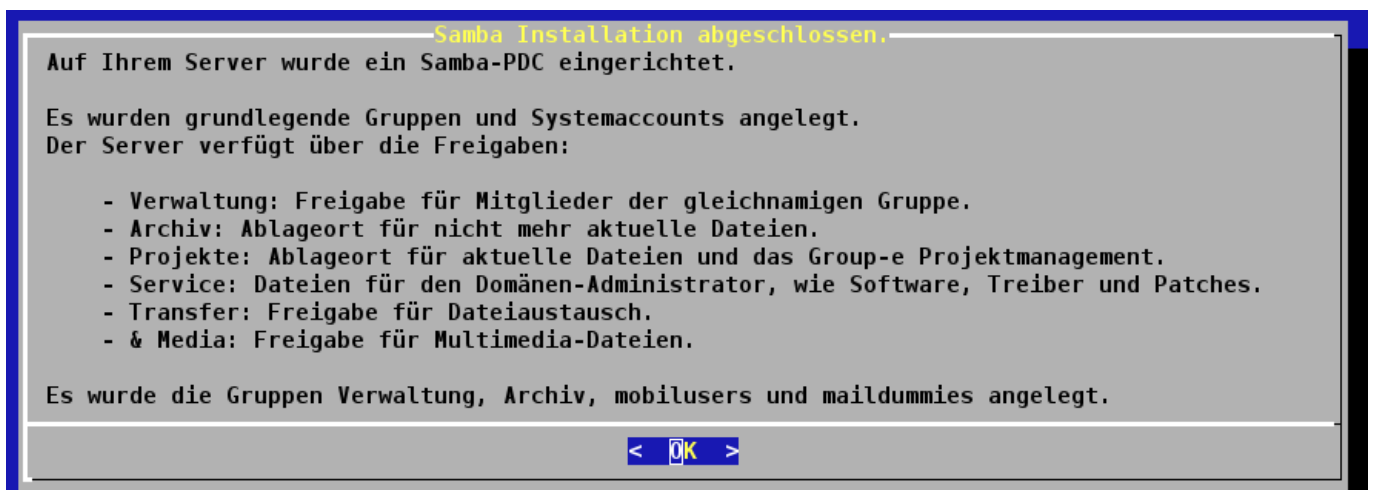 Samba Installation abgeschlossen.
Auf Ihrem Server wurde ein Samba-PDC eingerichtet.
Es wurden grundlegende Gruppen und Systemaccounts angelegt.
Der Server verfügt über die Freigaben:
- Verwaltung: Freigabe für Mitglieder der gleichnamigen Gruppe.
- Archiv: Ablageort für nicht mehr aktuelle Dateien.
- Projekte: Ablageort für aktuelle Dateien und das Group-e Projektmanagement.
- Service: Dateien für den Domänen-Administrator, wie Software, Treiber und Patches.
- Transfer: Freigabe für Dateiaustausch.
- & Media: Freigabe für Multimedia-Dateien.
Es wurde die Gruppen Verwaltung, Archiv, mobilusers und maildummies angelegt.
< OK >